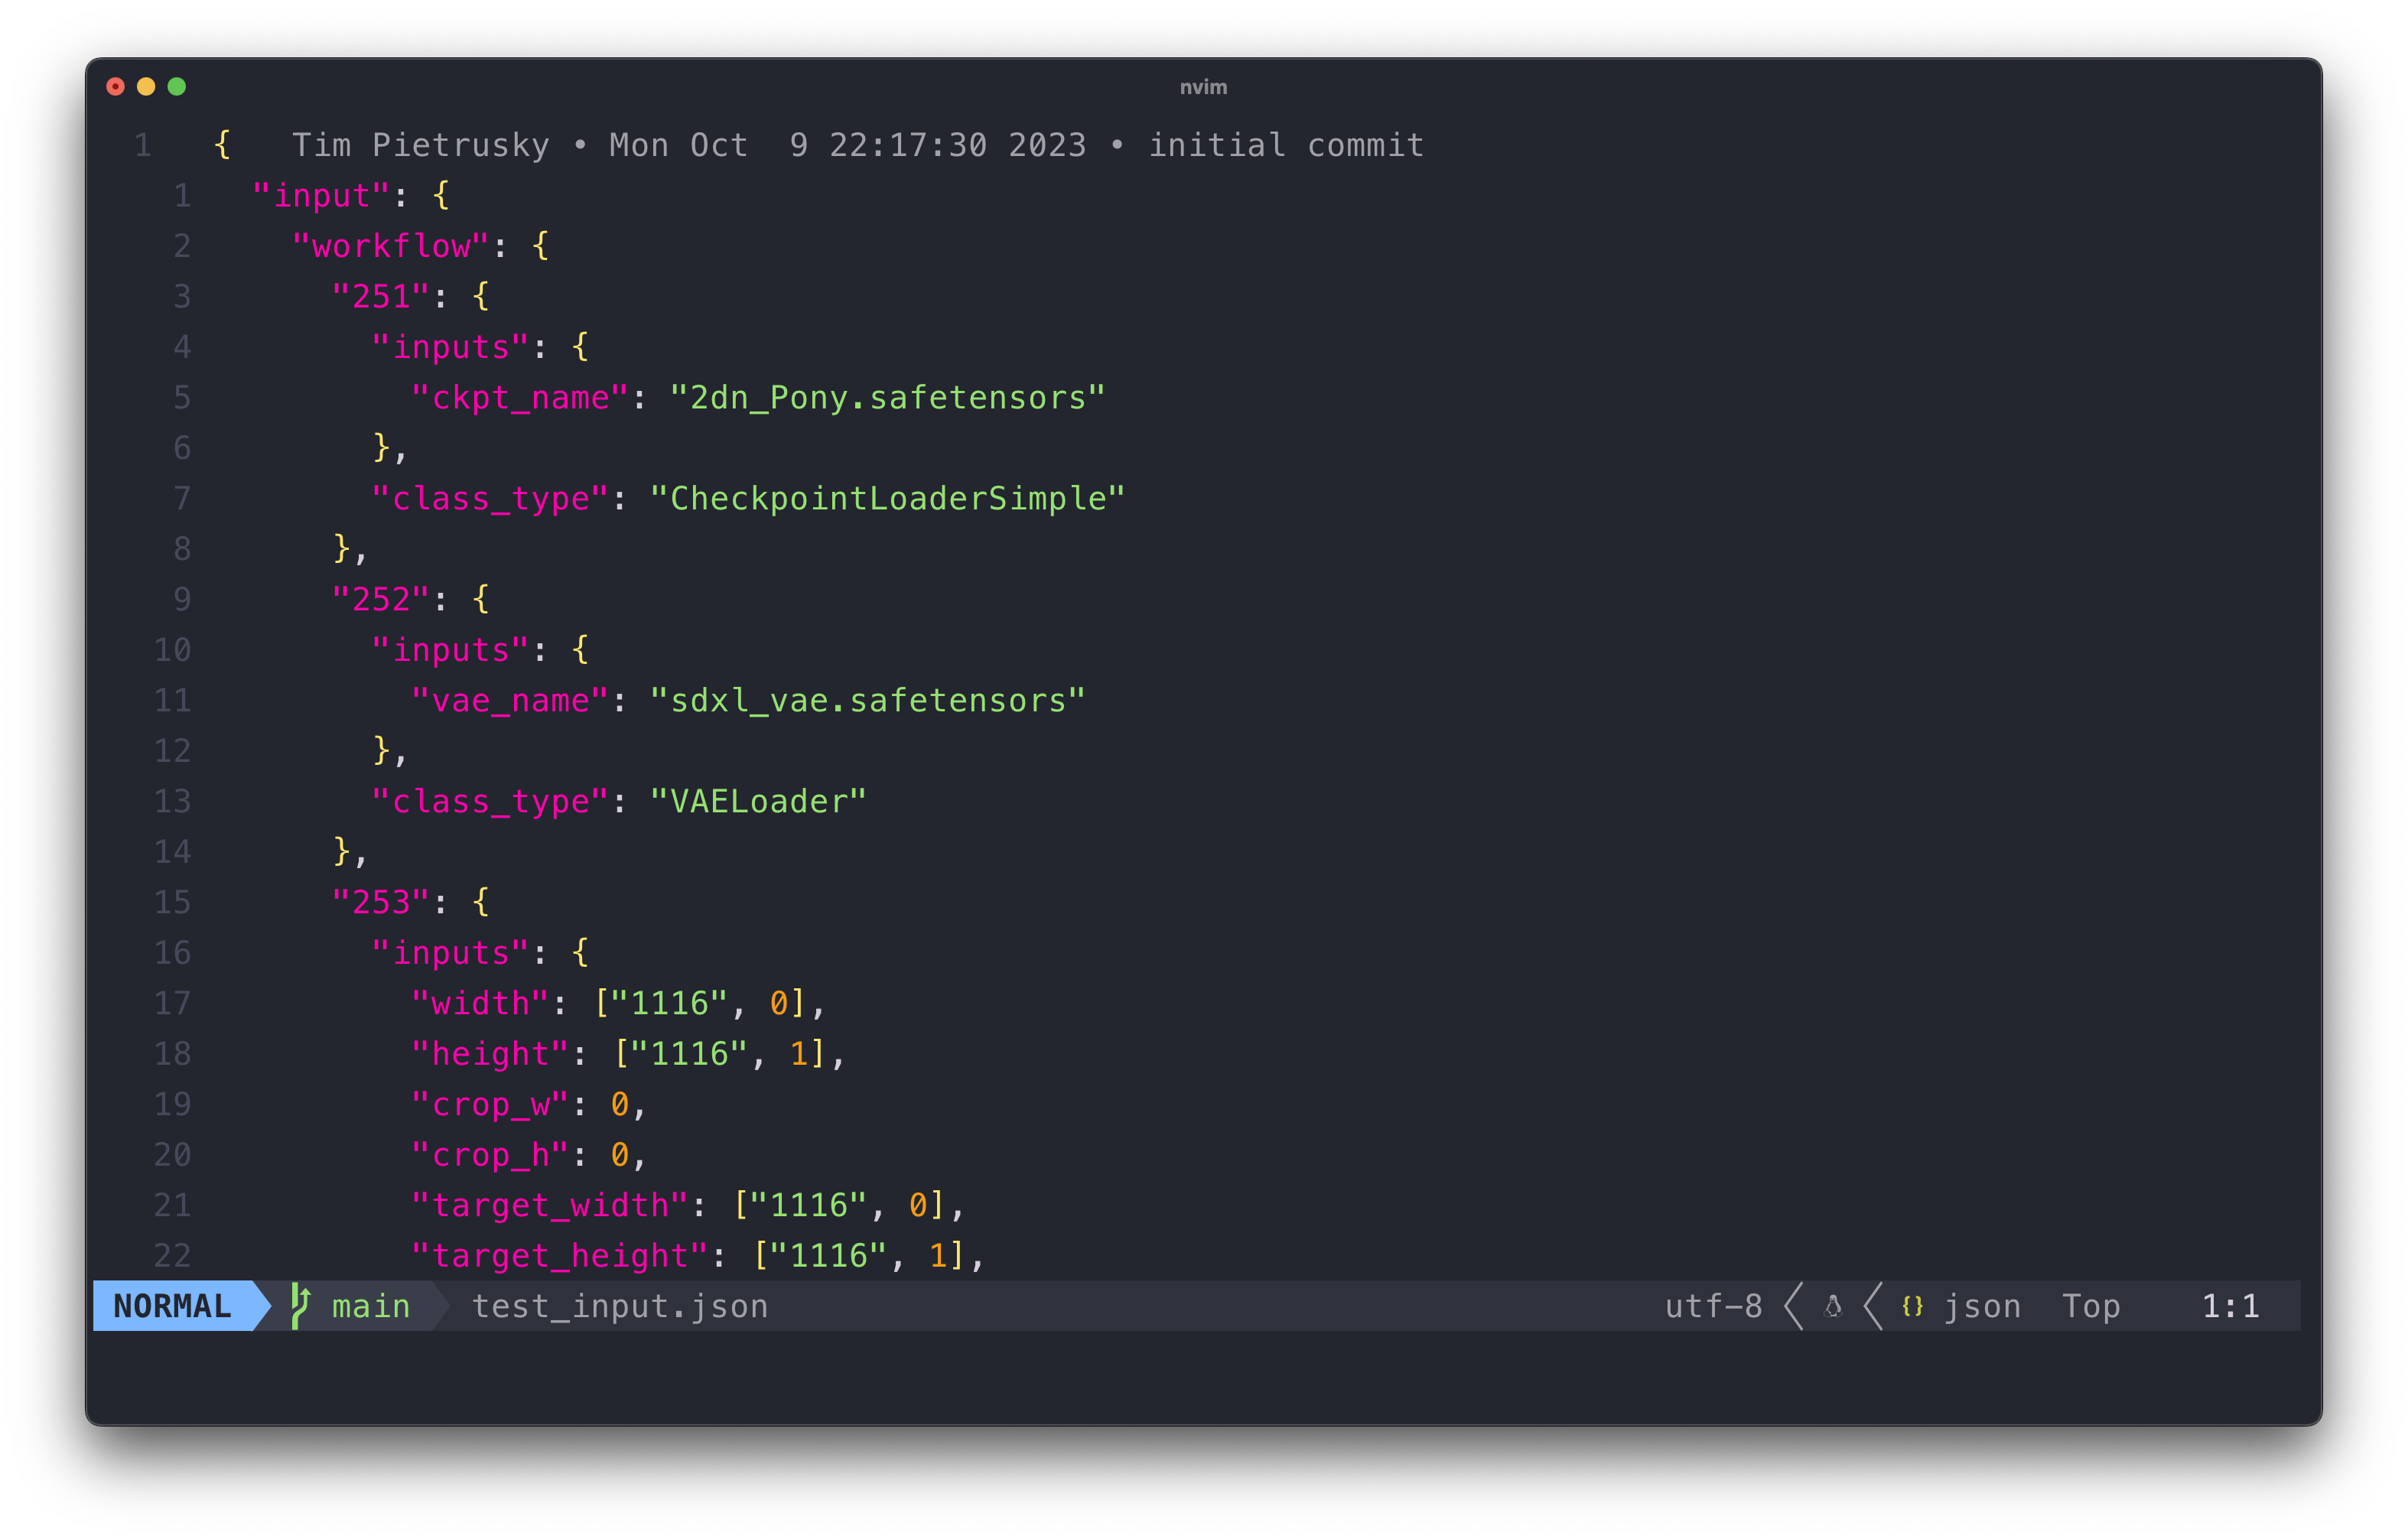 nvim
1 {   Tim Pietrusky • Mon Oct  9 22:17:30 2023 • initial commit
1 "input": {
2 "workflow": {
3 "251": {
4 "inputs": {
5 "ckpt_name": "2dn_Pony.safetensors"
6 },
7 "class_type": "CheckpointLoaderSimple"
8 },
9 "252": {
10 "inputs": {
11 "vae_name": "sdxl_vae.safetensors"
12 },
13 "class_type": "VAELoader"
14 },
15 "253": {
16 "inputs": {
17 "width": ["1116", 0],
18 "height": ["1116", 1],
19 "crop_w": 0,
20 "crop_h": 0,
21 "target_width": ["1116", 0],
22 "target_height": ["1116", 1],
NORMAL main test_input.json utf-8 {} json Top 1:1